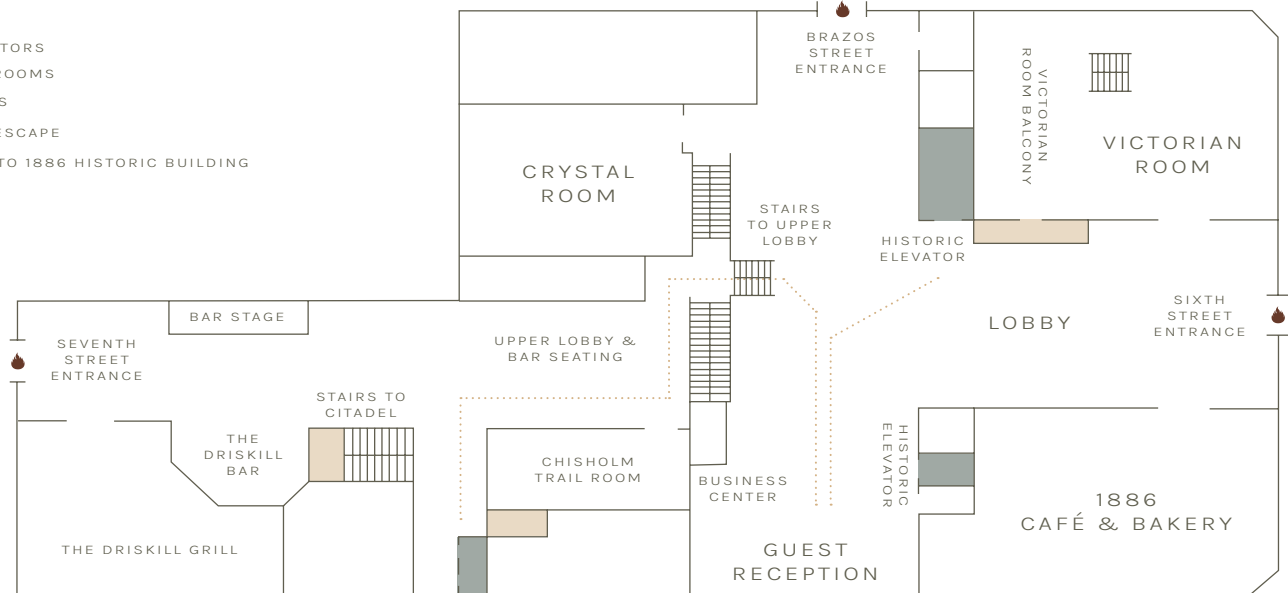 TORS
ROOMS
S
ESCAPE
TO 1886 HISTORIC BUILDING
BRAZOS
STREET
ENTRANCE
VICTORIAN
ROOM BALCONY
VICTORIAN
ROOM
CRYSTAL
ROOM
STAIRS
TO UPPER
LOBBY
HISTORIC
ELEVATOR
BAR STAGE
SEVENTH
STREET
ENTRANCE
UPPER LOBBY &
BAR SEATING
LOBBY
SIXTH
STREET
ENTRANCE
STAIRS TO
CITADEL
THE
DRISKILL
BAR
CHISHOLM
TRAIL ROOM
BUSINESS
CENTER
HISTORIC
ELEVATOR
1886
CAFÉ & BAKERY
THE DRISKILL GRILL
GUEST
RECEPTION